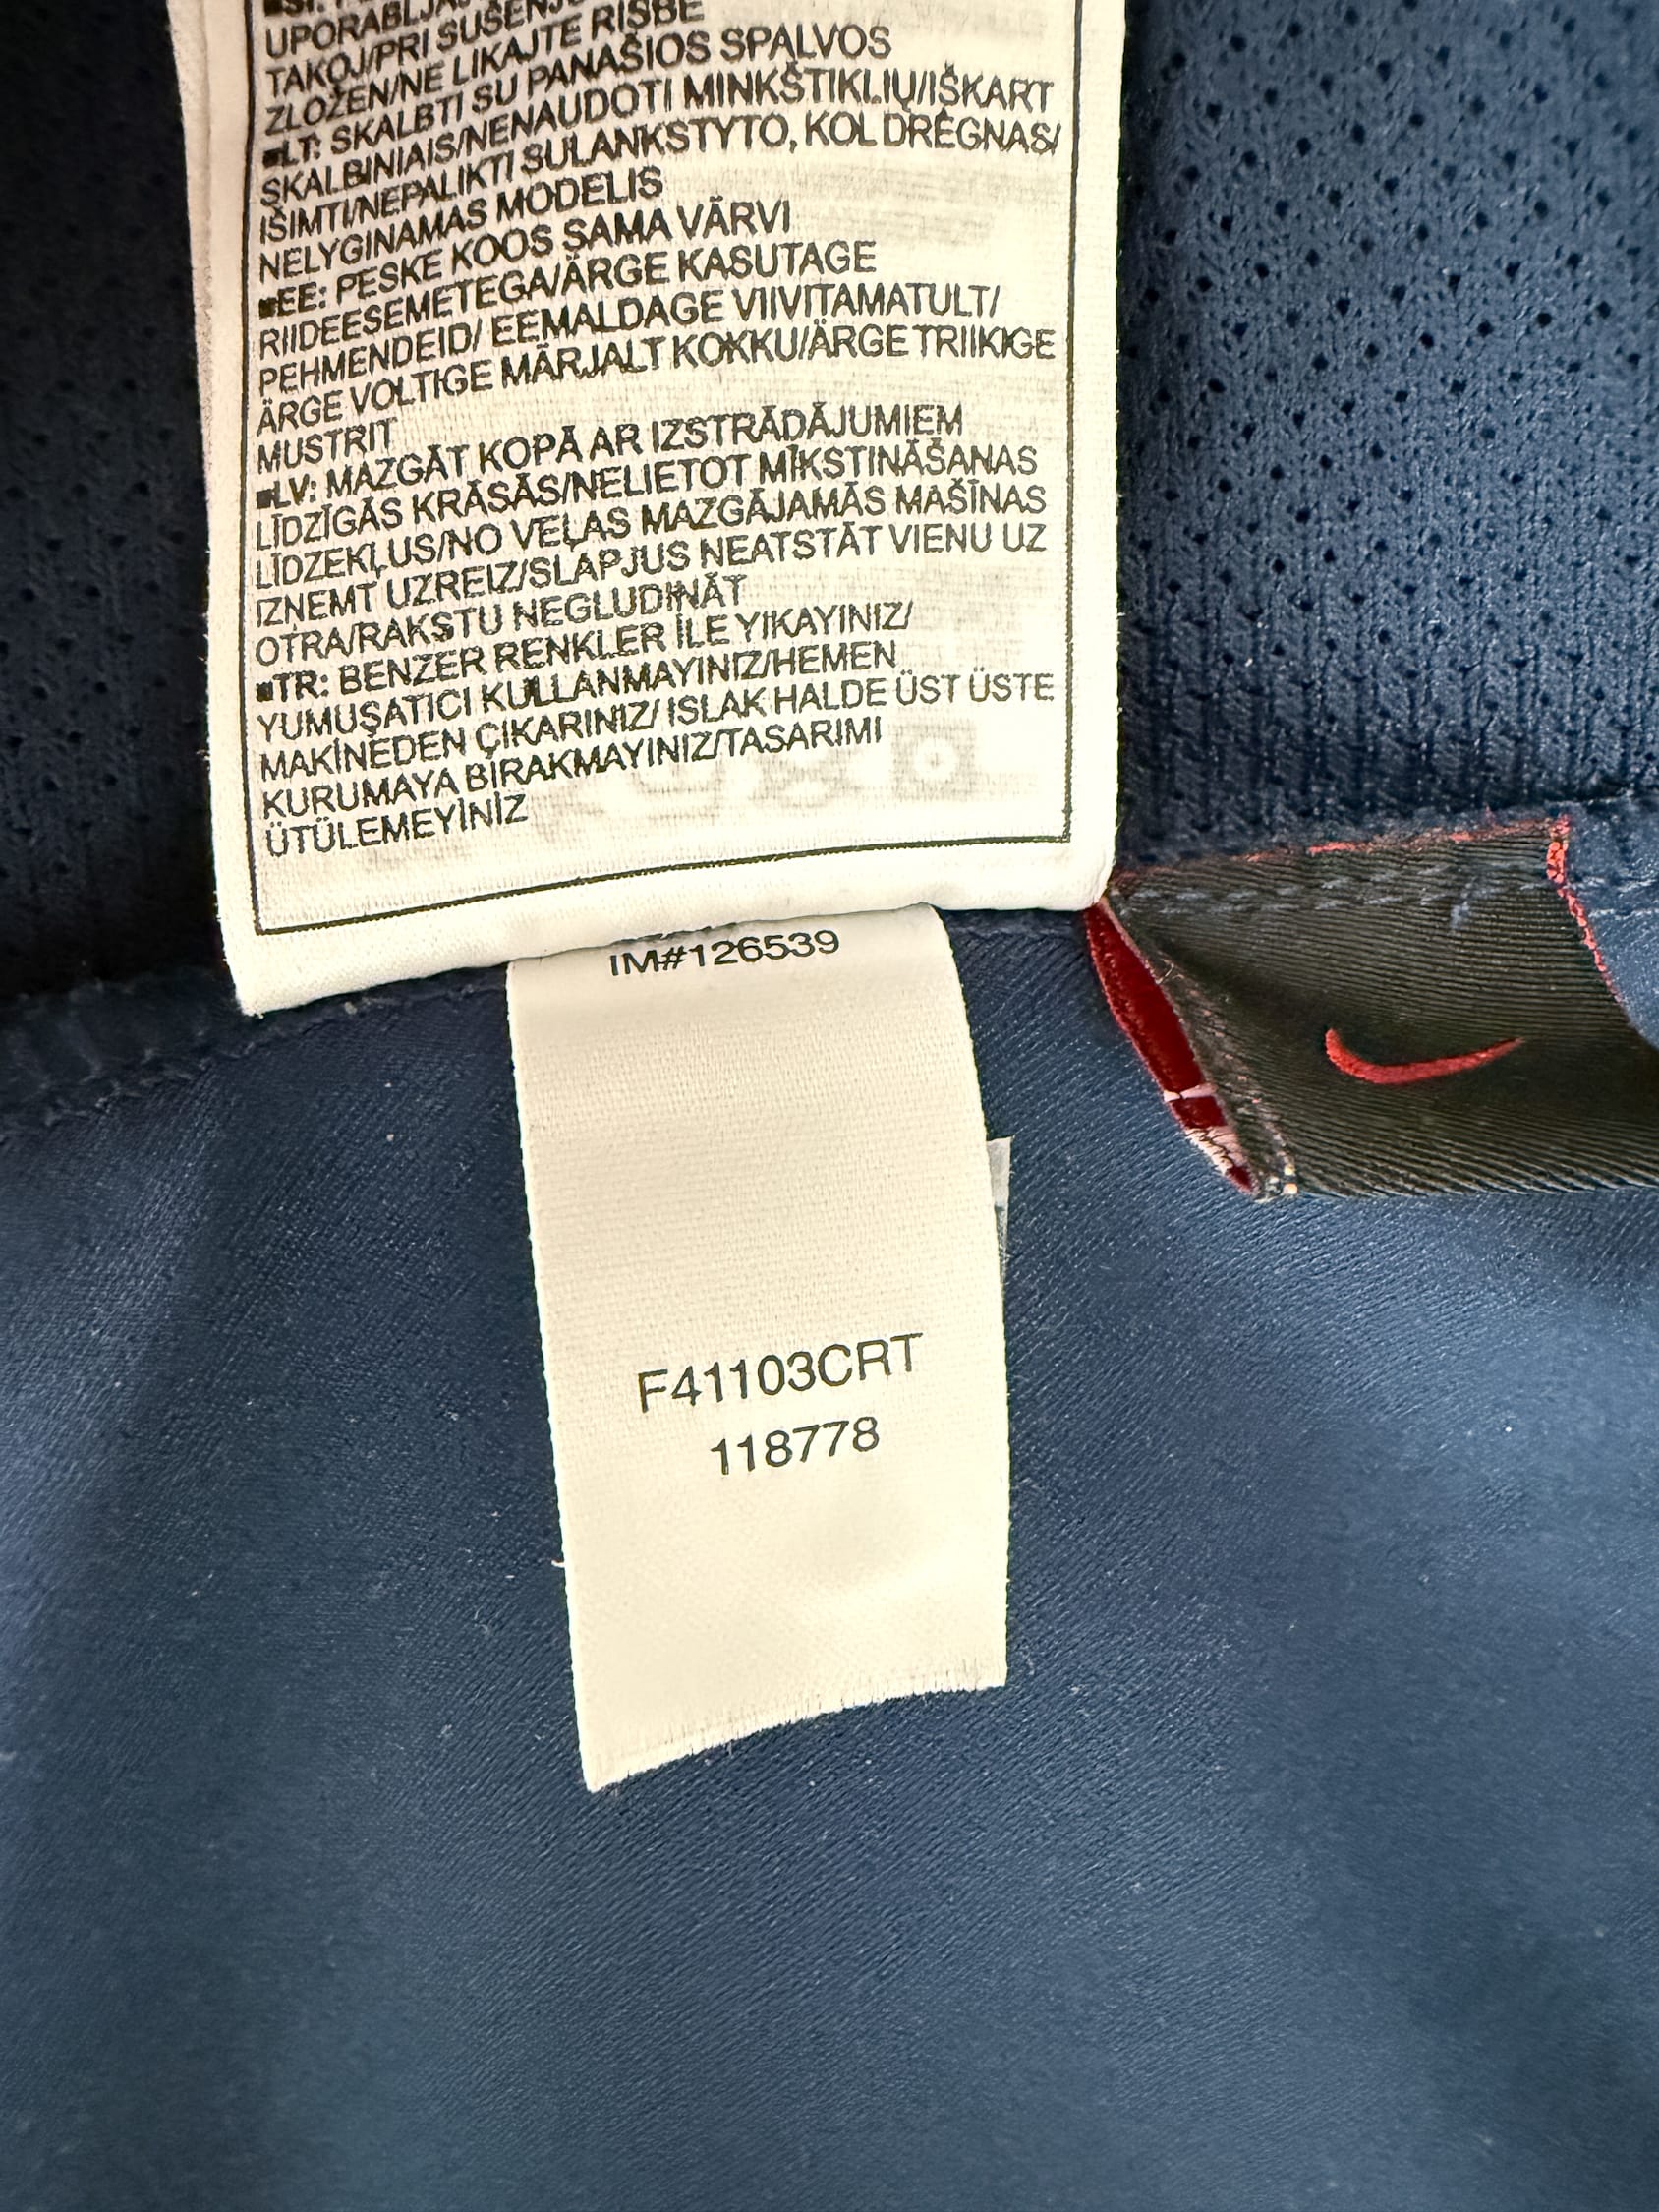 TAKOJ/PRI SUŠENJU
ZLOŽEN/NE LIKAJTE RISBE
■LT: SKALBTI SU PANAŠIOS SPALVOS
SKALBINIAIS/NENAUDOTI MINKŠTIKLIŲ/IŠKART
IŠIMTI/NEPALIKTI SULANKSTYTO, KOL DRĖGNAS/
NELYGINAMAS MODELIS
■EE: PESKE KOOS SAMA VÄRVI
RIIDEESEMETEGA/ÄRGE KASUTAGE
PEHMENDEID/ EEMALDAGE VIIVITAMATULT/
ÄRGE VOLTIGE MÄRJALT KOKKU/ÄRGE TRIIKIGE
MUSTRIT
■LV: MAZGĀT KOPĀ AR IZSTRĀDĀJUMIEM
LĪDZĪGĀS KRĀSĀS/NELIETOT MĪKSTINĀŠANAS
LĪDZEKĻUS/NO VEĻAS MAZGĀJAMĀS MAŠĪNAS
IZŅEMT UZREIZ/SLAPJUS NEATSTĀT VIENU UZ
OTRA/RAKSTU NEGLUDINĀT
■TR: BENZER RENKLER İLE YIKAYINIZ/
YUMUŞATICI KULLANMAYINIZ/HEMEN
MAKİNEDEN ÇIKARINIZ/ ISLAK HALDE ÜST ÜSTE
KURUMAYA BIRAKMAYINIZ/TASARIMI
ÜTÜLEMEYİNİZ
IM#126539
F41103CRT
118778